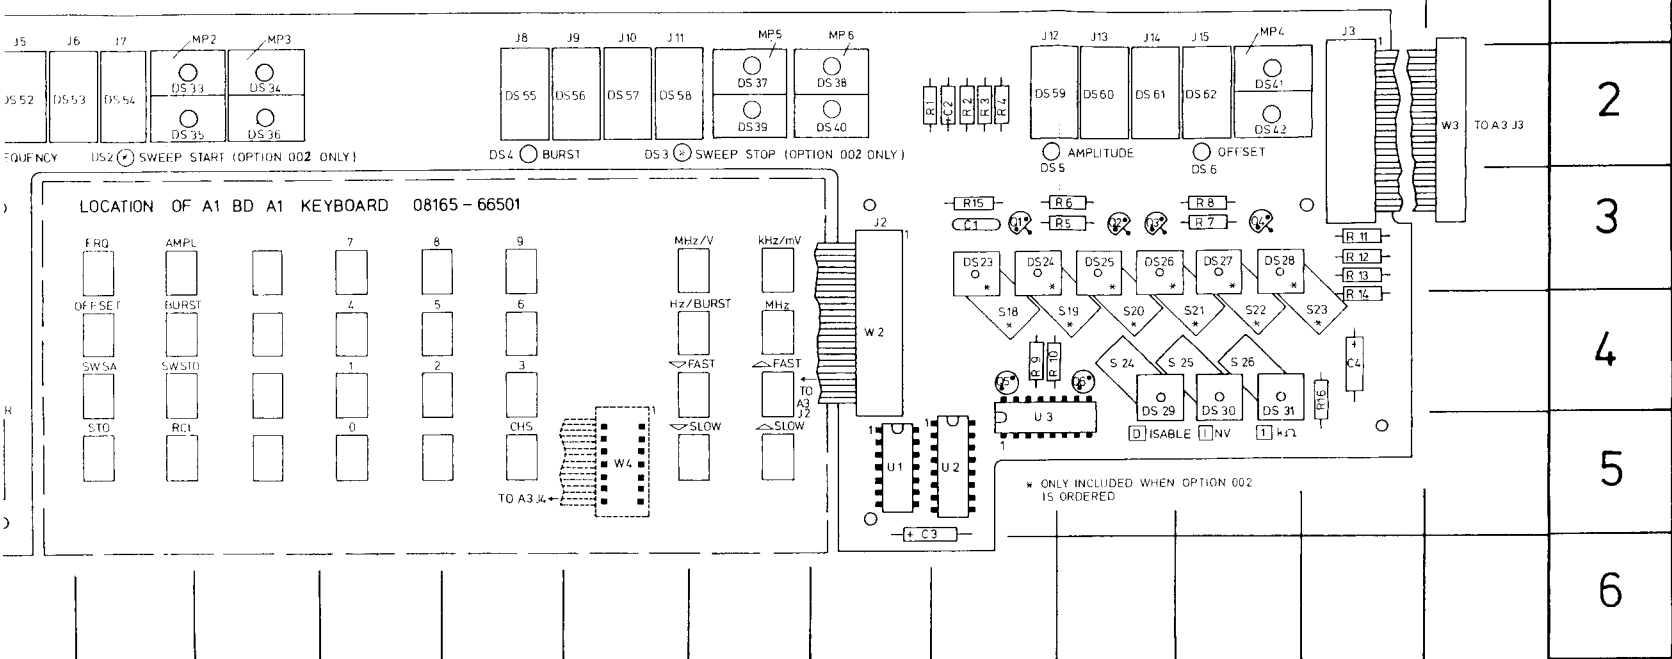 J5 J6 J7 MP2 MP3 J8 J9 J10 J11 MP5 MP6 J12 J13 J14 J15 MP4 J3 1
DS33 DS34 DS37 DS38 DS41
DS52 DS53 DS54 DS55 DS56 DS57 DS58 R1 C2 R2 R3 R4 DS59 DS60 DS61 DS62 2
DS35 DS36 DS39 DS40 DS42 W3 TO A3 J3
EQUENCY DS2 * SWEEP START (OPTION 002 ONLY) DS4 BURST DS3 * SWEEP STOP (OPTION 002 ONLY) AMPLITUDE OFFSET
DS5 DS6
LOCATION OF A1 BD A1 KEYBOARD 08165-66501
R15 R6 R8
J2 1 C1 Q1 R5 Q2 Q3 R7 Q4 3
FRQ AMPL 7 8 9 MHz/V kHz/mV R11
DS23 DS24 DS25 DS26 DS27 DS28 R12
* * * * * * R13
R14
OFFSET BURST 4 5 6 Hz/BURST MHz
W2 S18 S19 S20 S21 S22 S23
* * * * * *
SWSA SWSTO 1 2 3 ▽FAST △FAST R9 R10 S24 S25 S26 + C4 4
TO A3 J2 Q5 Q6
R16
DS29 DS30 DS31
U3
STO RCL 0 CHS 1 ▽SLOW △SLOW 1 1 1 D ISABLE I NV 1 kΩ
W4 U1 U2 5
* ONLY INCLUDED WHEN OPTION 002
IS ORDERED
TO A3 J4
+ C3
6